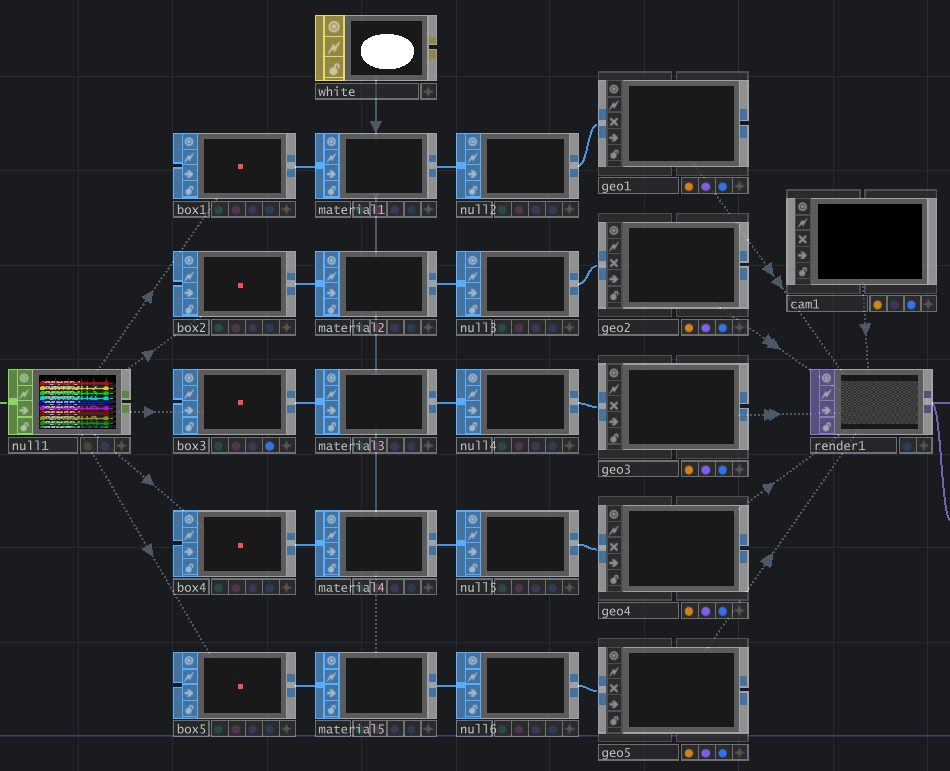 white
box1
material1
null2
geo1
box2
material2
null3
geo2
cam1
null1
box3
material3
null4
geo3
render1
box4
material4
null5
geo4
box5
material5
null6
geo5